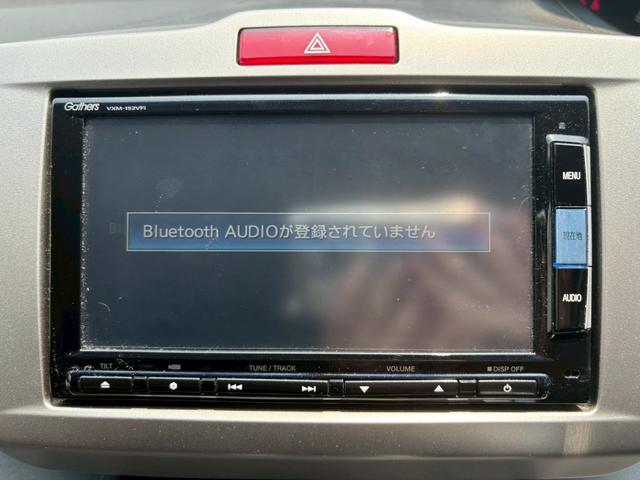 Gathers VXM-152VFi
Bluetooth AUDIOが登録されていません
MENU
現在地
AUDIO
TILT
TUNE / TRACK
VOLUME
DISP OFF